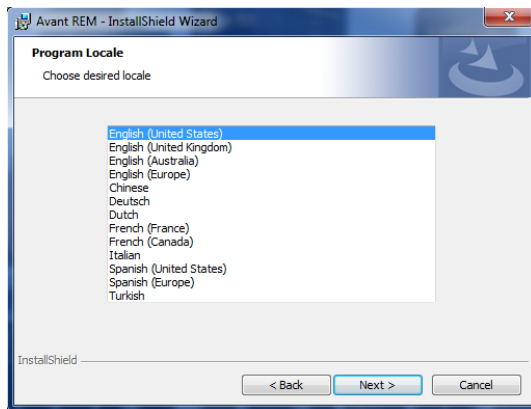 Avant REM - InstallShield Wizard
Program Locale
Choose desired locale
English (United States)
English (United Kingdom)
English (Australia)
English (Europe)
Chinese
Deutsch
Dutch
French (France)
French (Canada)
Italian
Spanish (United States)
Spanish (Europe)
Turkish
InstallShield
< Back Next > Cancel